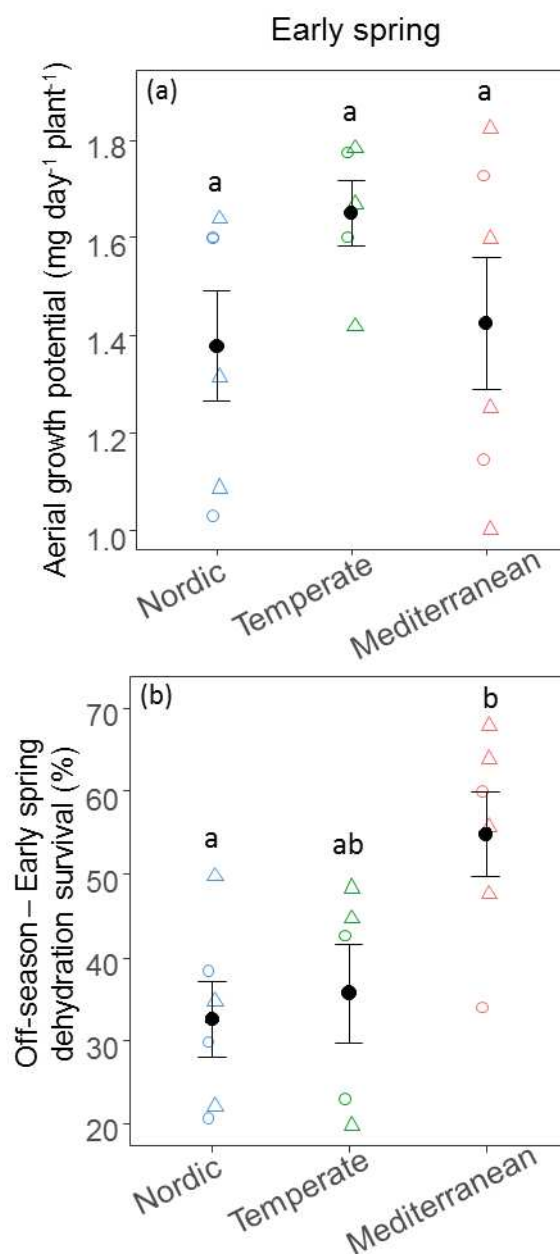 Early spring
(a)
a
a
a
Aerial growth potential (mg day⁻¹ plant⁻¹)
1.8
1.6
1.4
1.2
1.0
Nordic
Temperate
Mediterranean
(b)
a
ab
b
Off-season – Early spring
dehydration survival (%)
70
60
50
40
30
20
Nordic
Temperate
Mediterranean